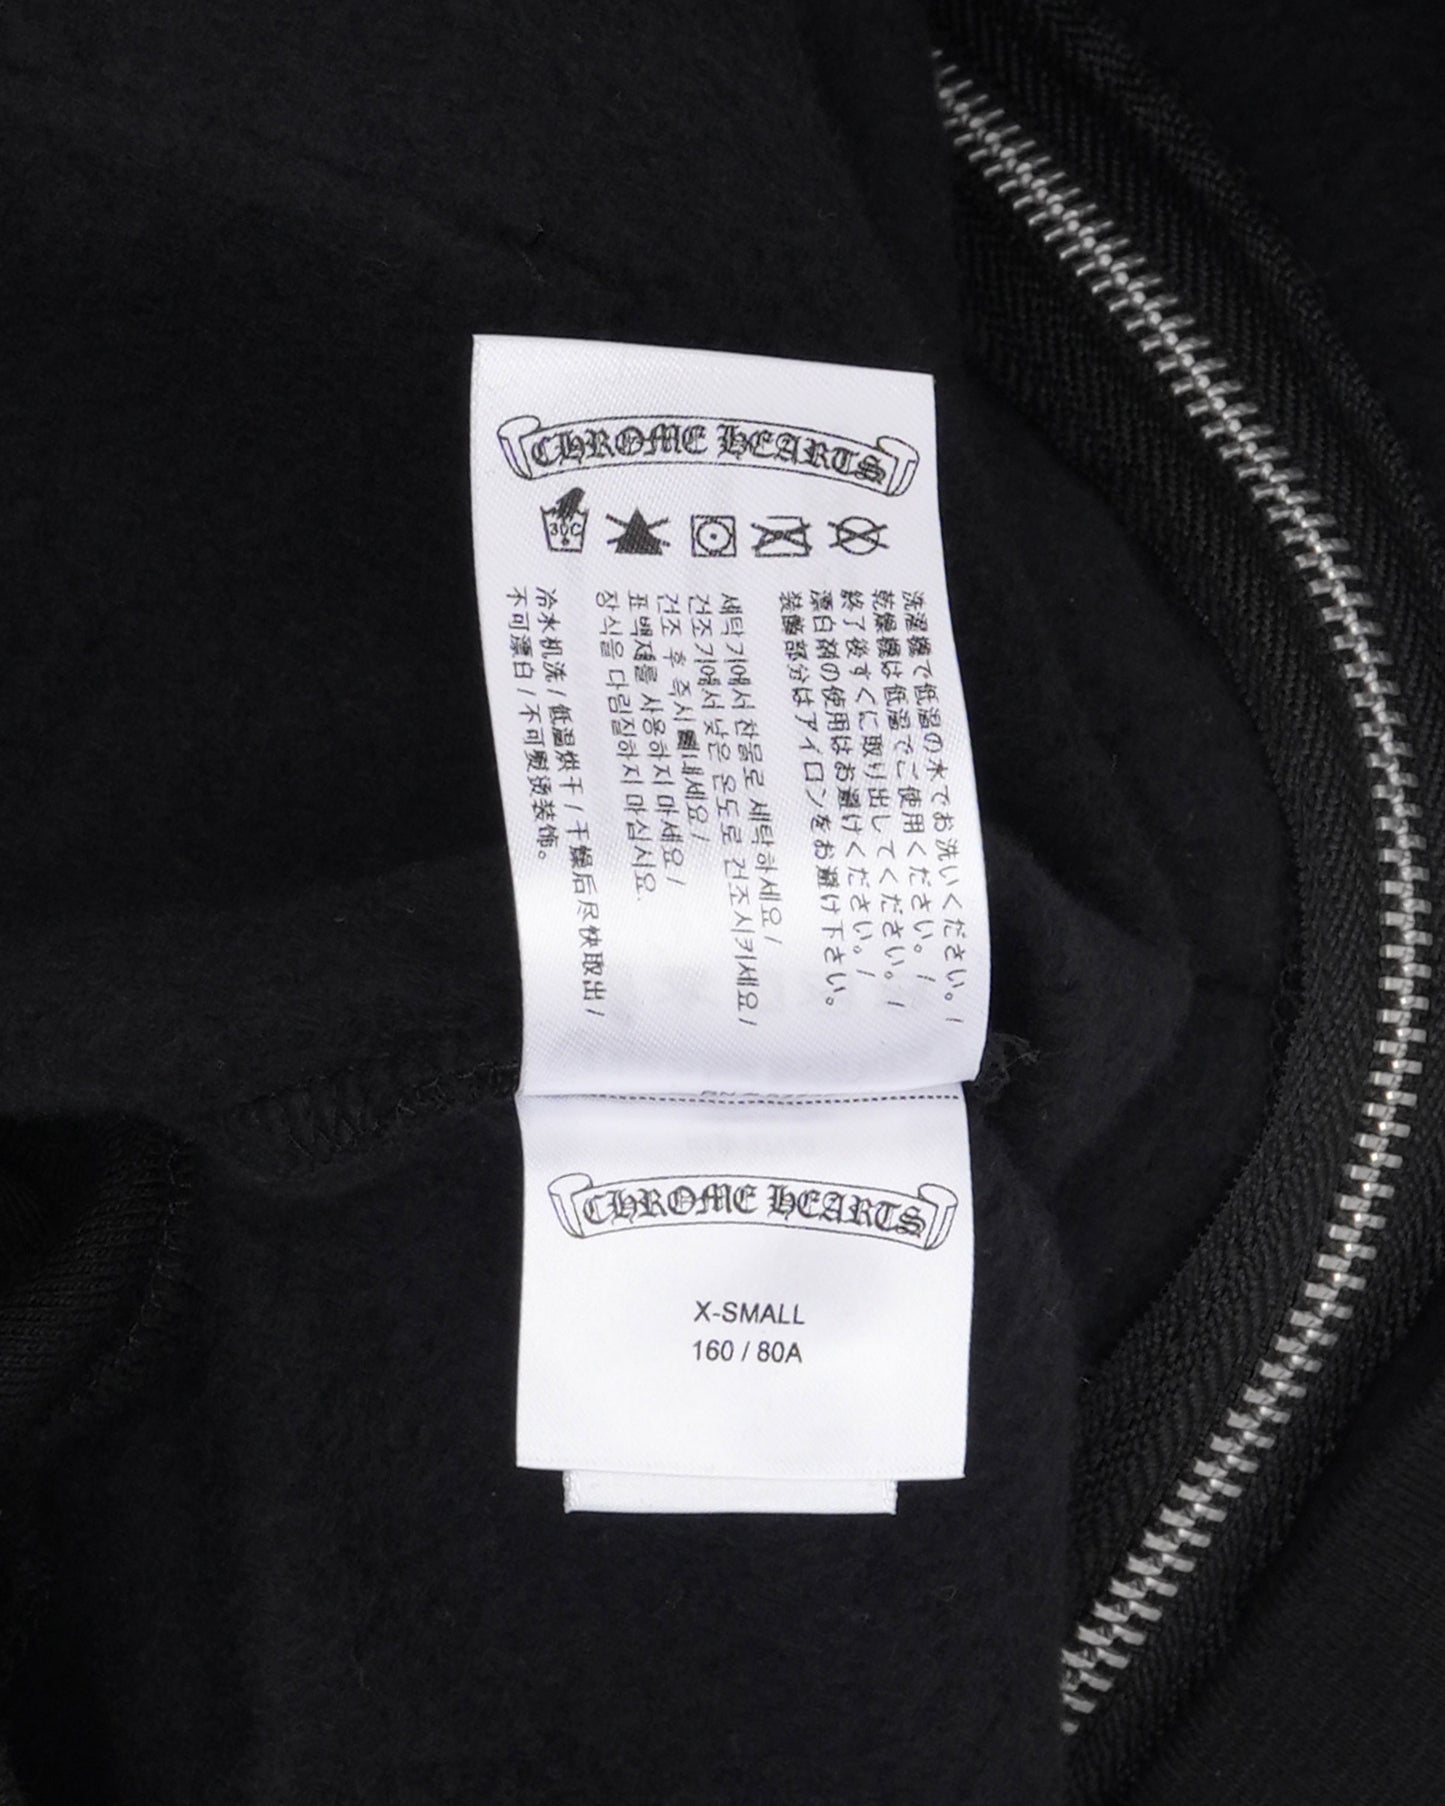 CHROME HEARTS
30C
洗濯機で低温の水でお洗いください。/
乾燥機は低温でご使用ください。/
終了後すぐに取り出してください。/
漂白剤の使用はお避けください。/
装飾部分はアイロンをお避け下さい。
세탁기에서 찬물로 세탁하세요/
건조기에서 낮은 온도로 건조시키세요/
건조 후 즉시 빼내세요/
표백제를 사용하지 마세요/
장식을 다림질하지 마십시요.
冷水机洗/低温烘干/干燥后尽快取出/
不可漂白/不可熨烫装饰。
CHROME HEARTS
X-SMALL
160 / 80A